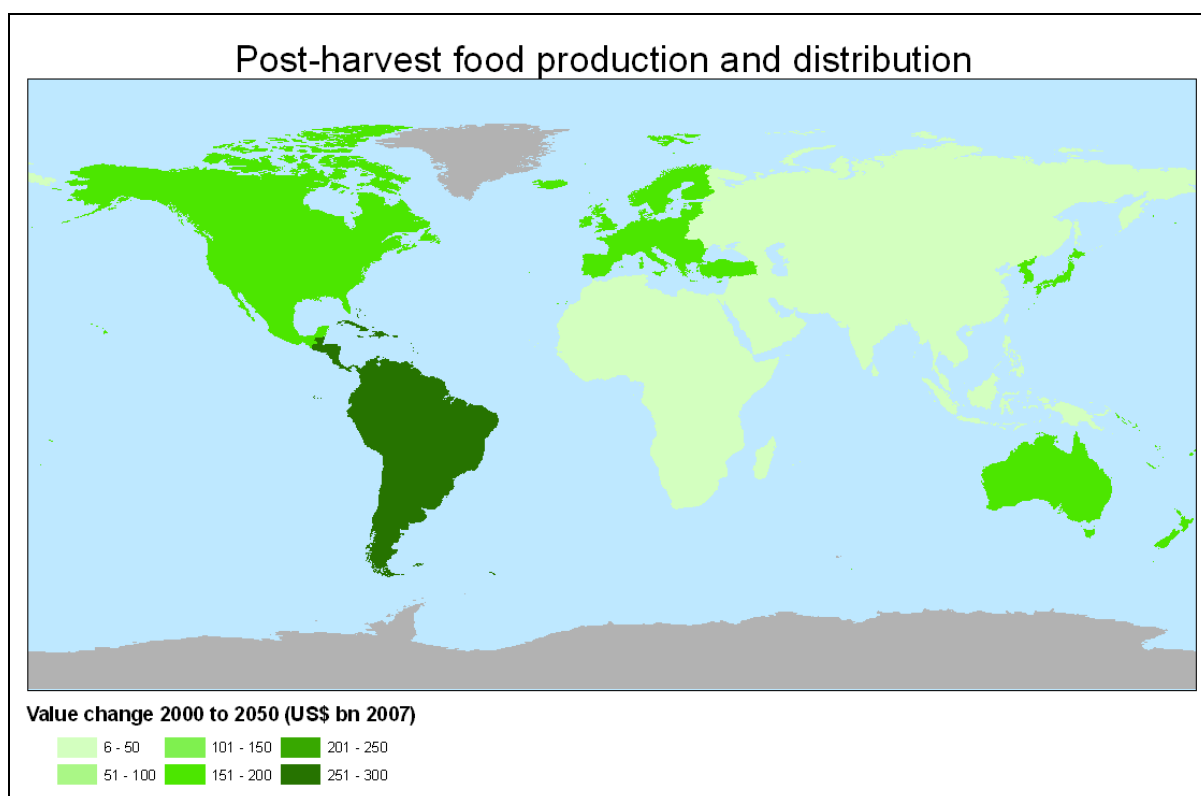 Post-harvest food production and distribution
Value change 2000 to 2050 (US$ bn 2007)
6 - 50 101 - 150 201 - 250
51 - 100 151 - 200 251 - 300